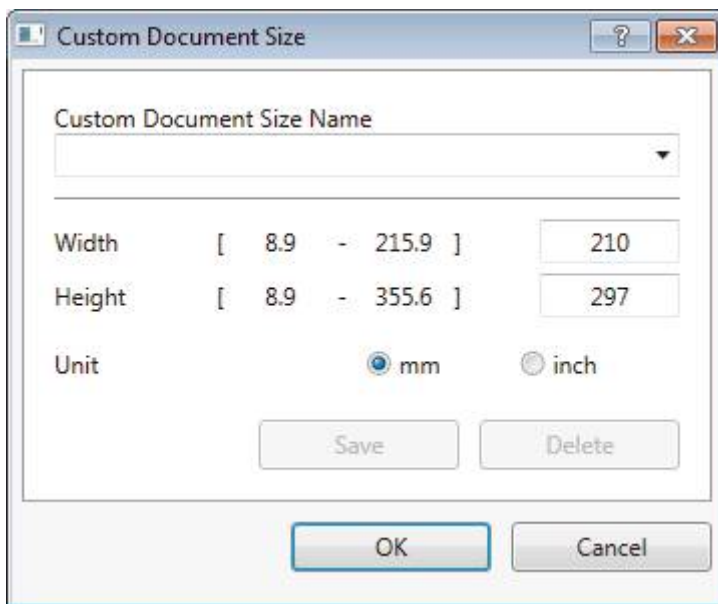 Custom Document Size
Custom Document Size Name
Width [ 8.9 - 215.9 ] 210
Height [ 8.9 - 355.6 ] 297
Unit mm inch
Save Delete
OK Cancel